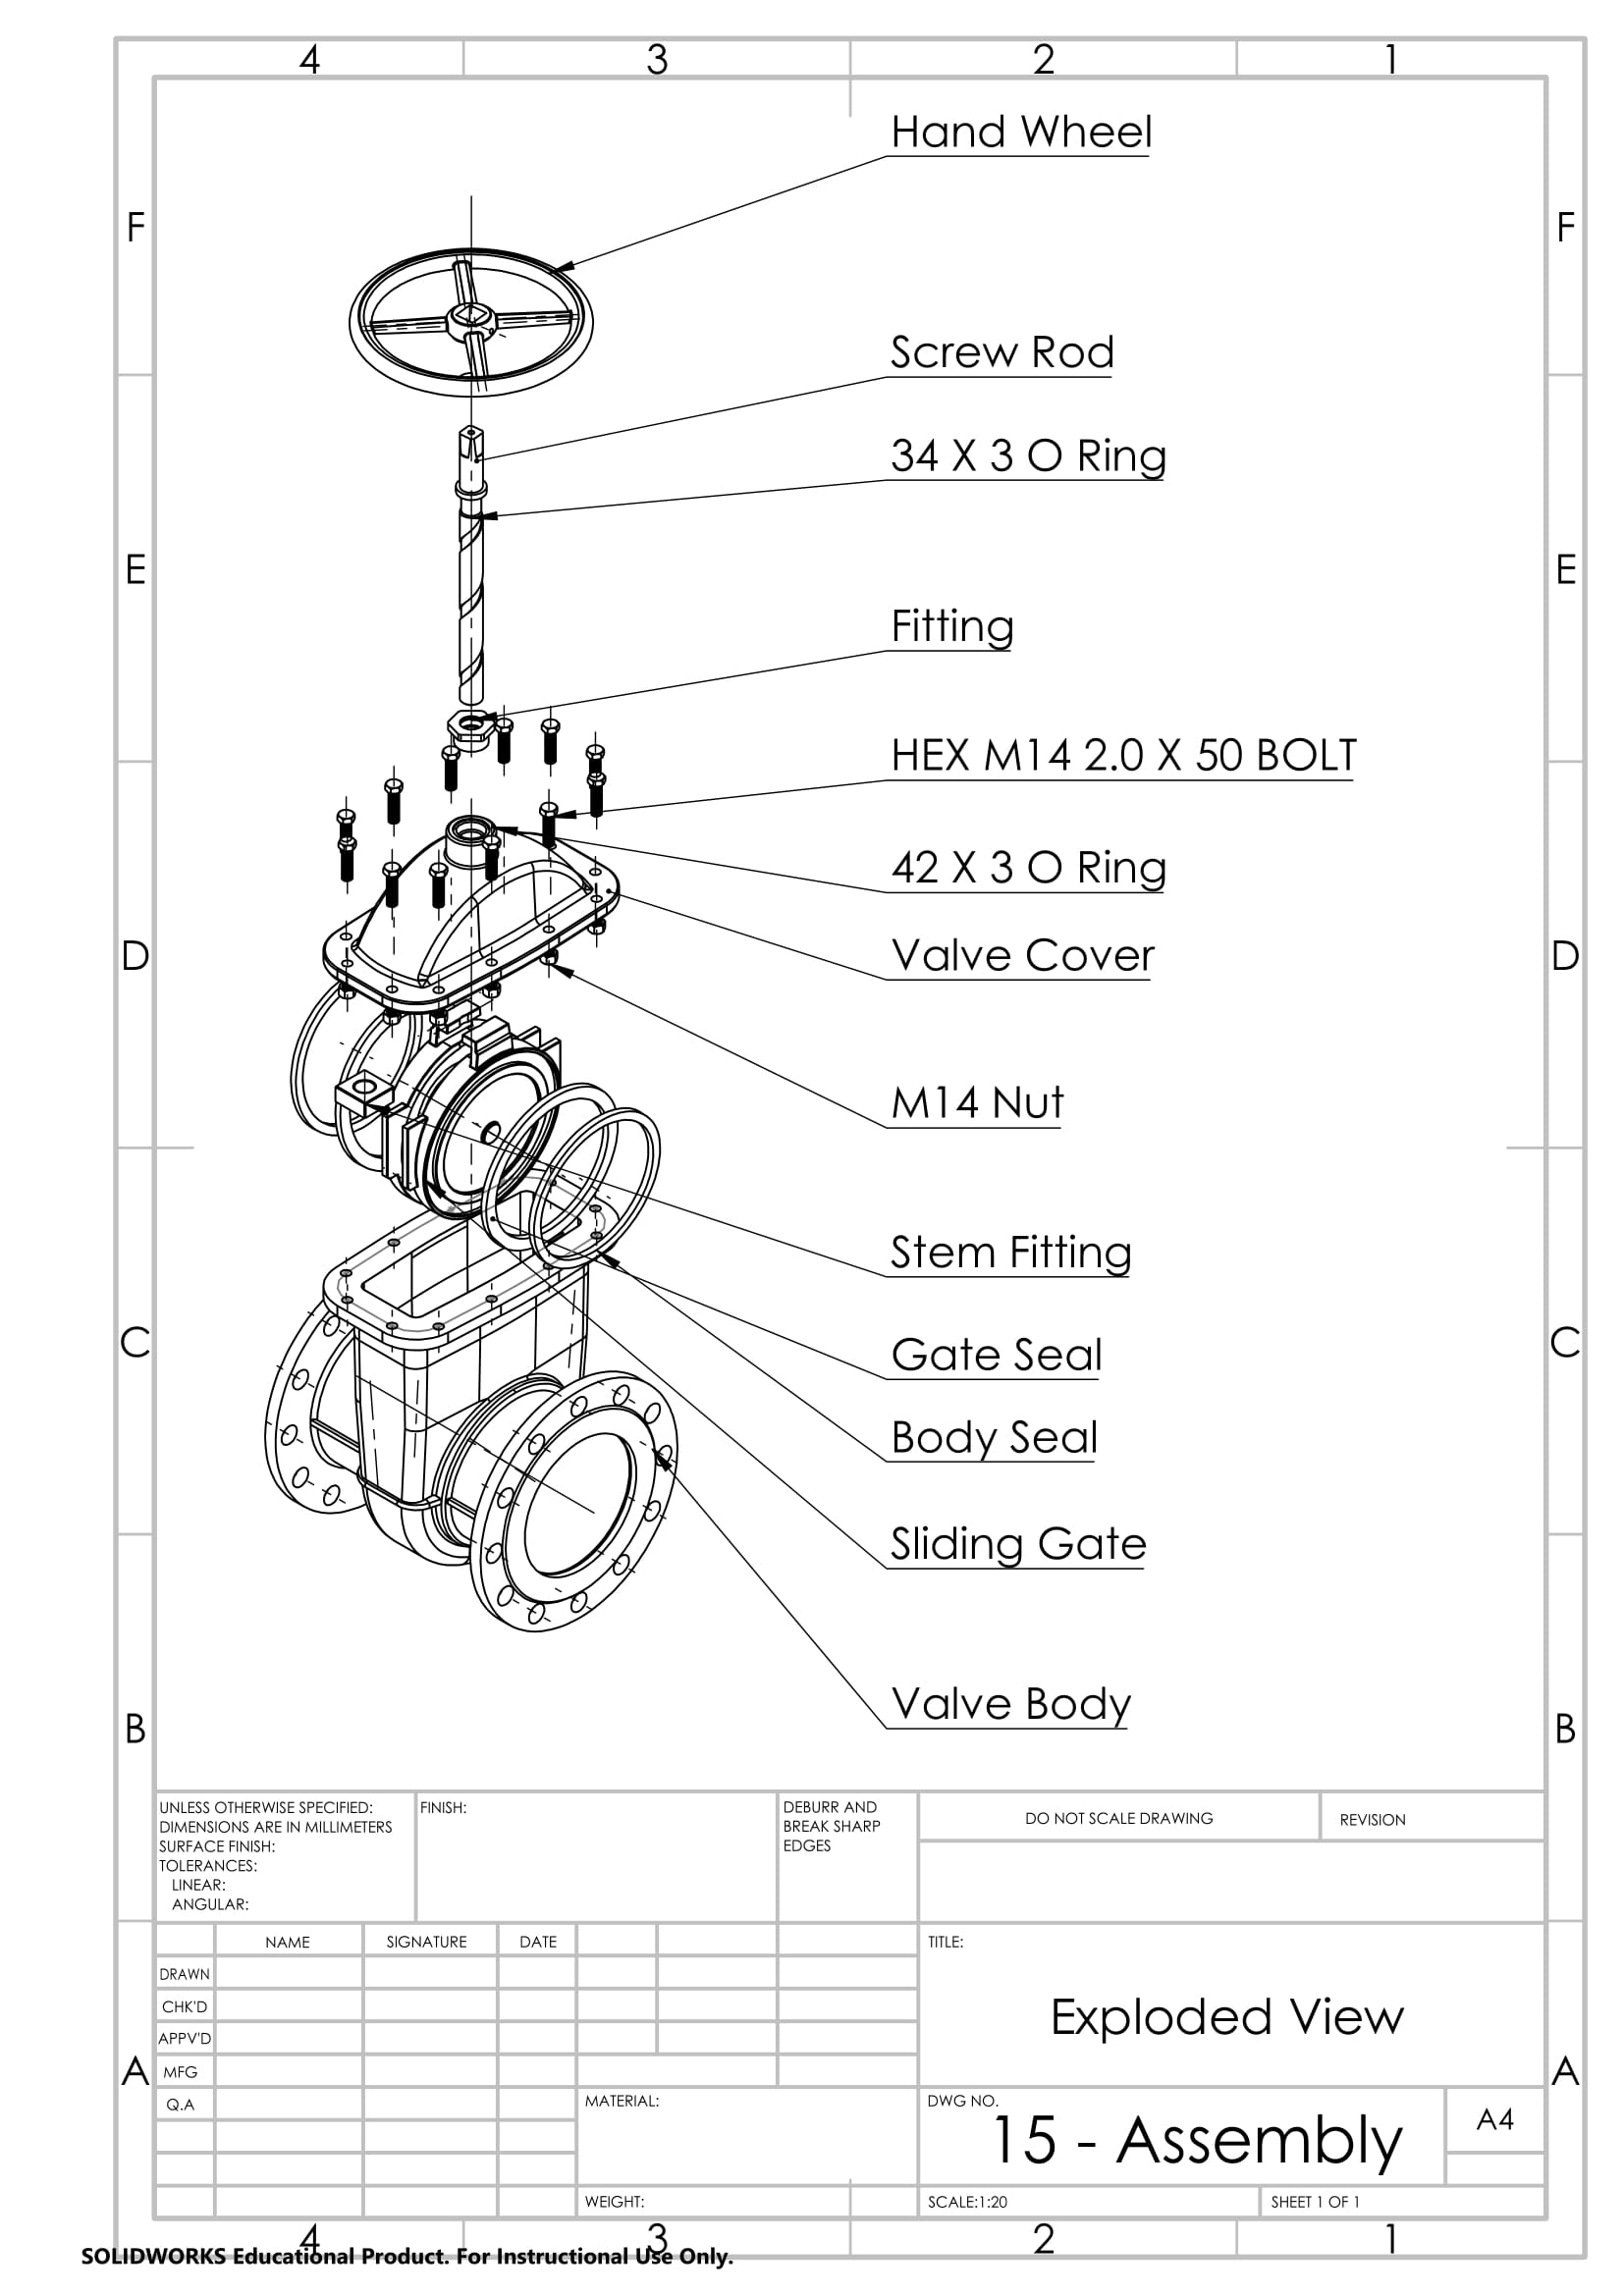 4 3 2 1
Hand Wheel
F F
Screw Rod
34 X 3 O Ring
E E
Fitting
HEX M14 2.0 X 50 BOLT
42 X 3 O Ring
Valve Cover
D D
M14 Nut
Stem Fitting
C C
Gate Seal
Body Seal
Sliding Gate
Valve Body
B B
UNLESS OTHERWISE SPECIFIED:
DIMENSIONS ARE IN MILLIMETERS
SURFACE FINISH:
TOLERANCES:
LINEAR:
ANGULAR:
FINISH:
DEBURR AND
BREAK SHARP
EDGES
DO NOT SCALE DRAWING
REVISION
NAME SIGNATURE DATE
DRAWN
CHK'D
APPV'D
MFG
Q.A
A A
TITLE:
Exploded View
MATERIAL:
DWG NO.
15 - Assembly
A4
WEIGHT:
SCALE:1:20
SHEET 1 OF 1
4 3 2 1
SOLIDWORKS Educational Product. For Instructional Use Only.